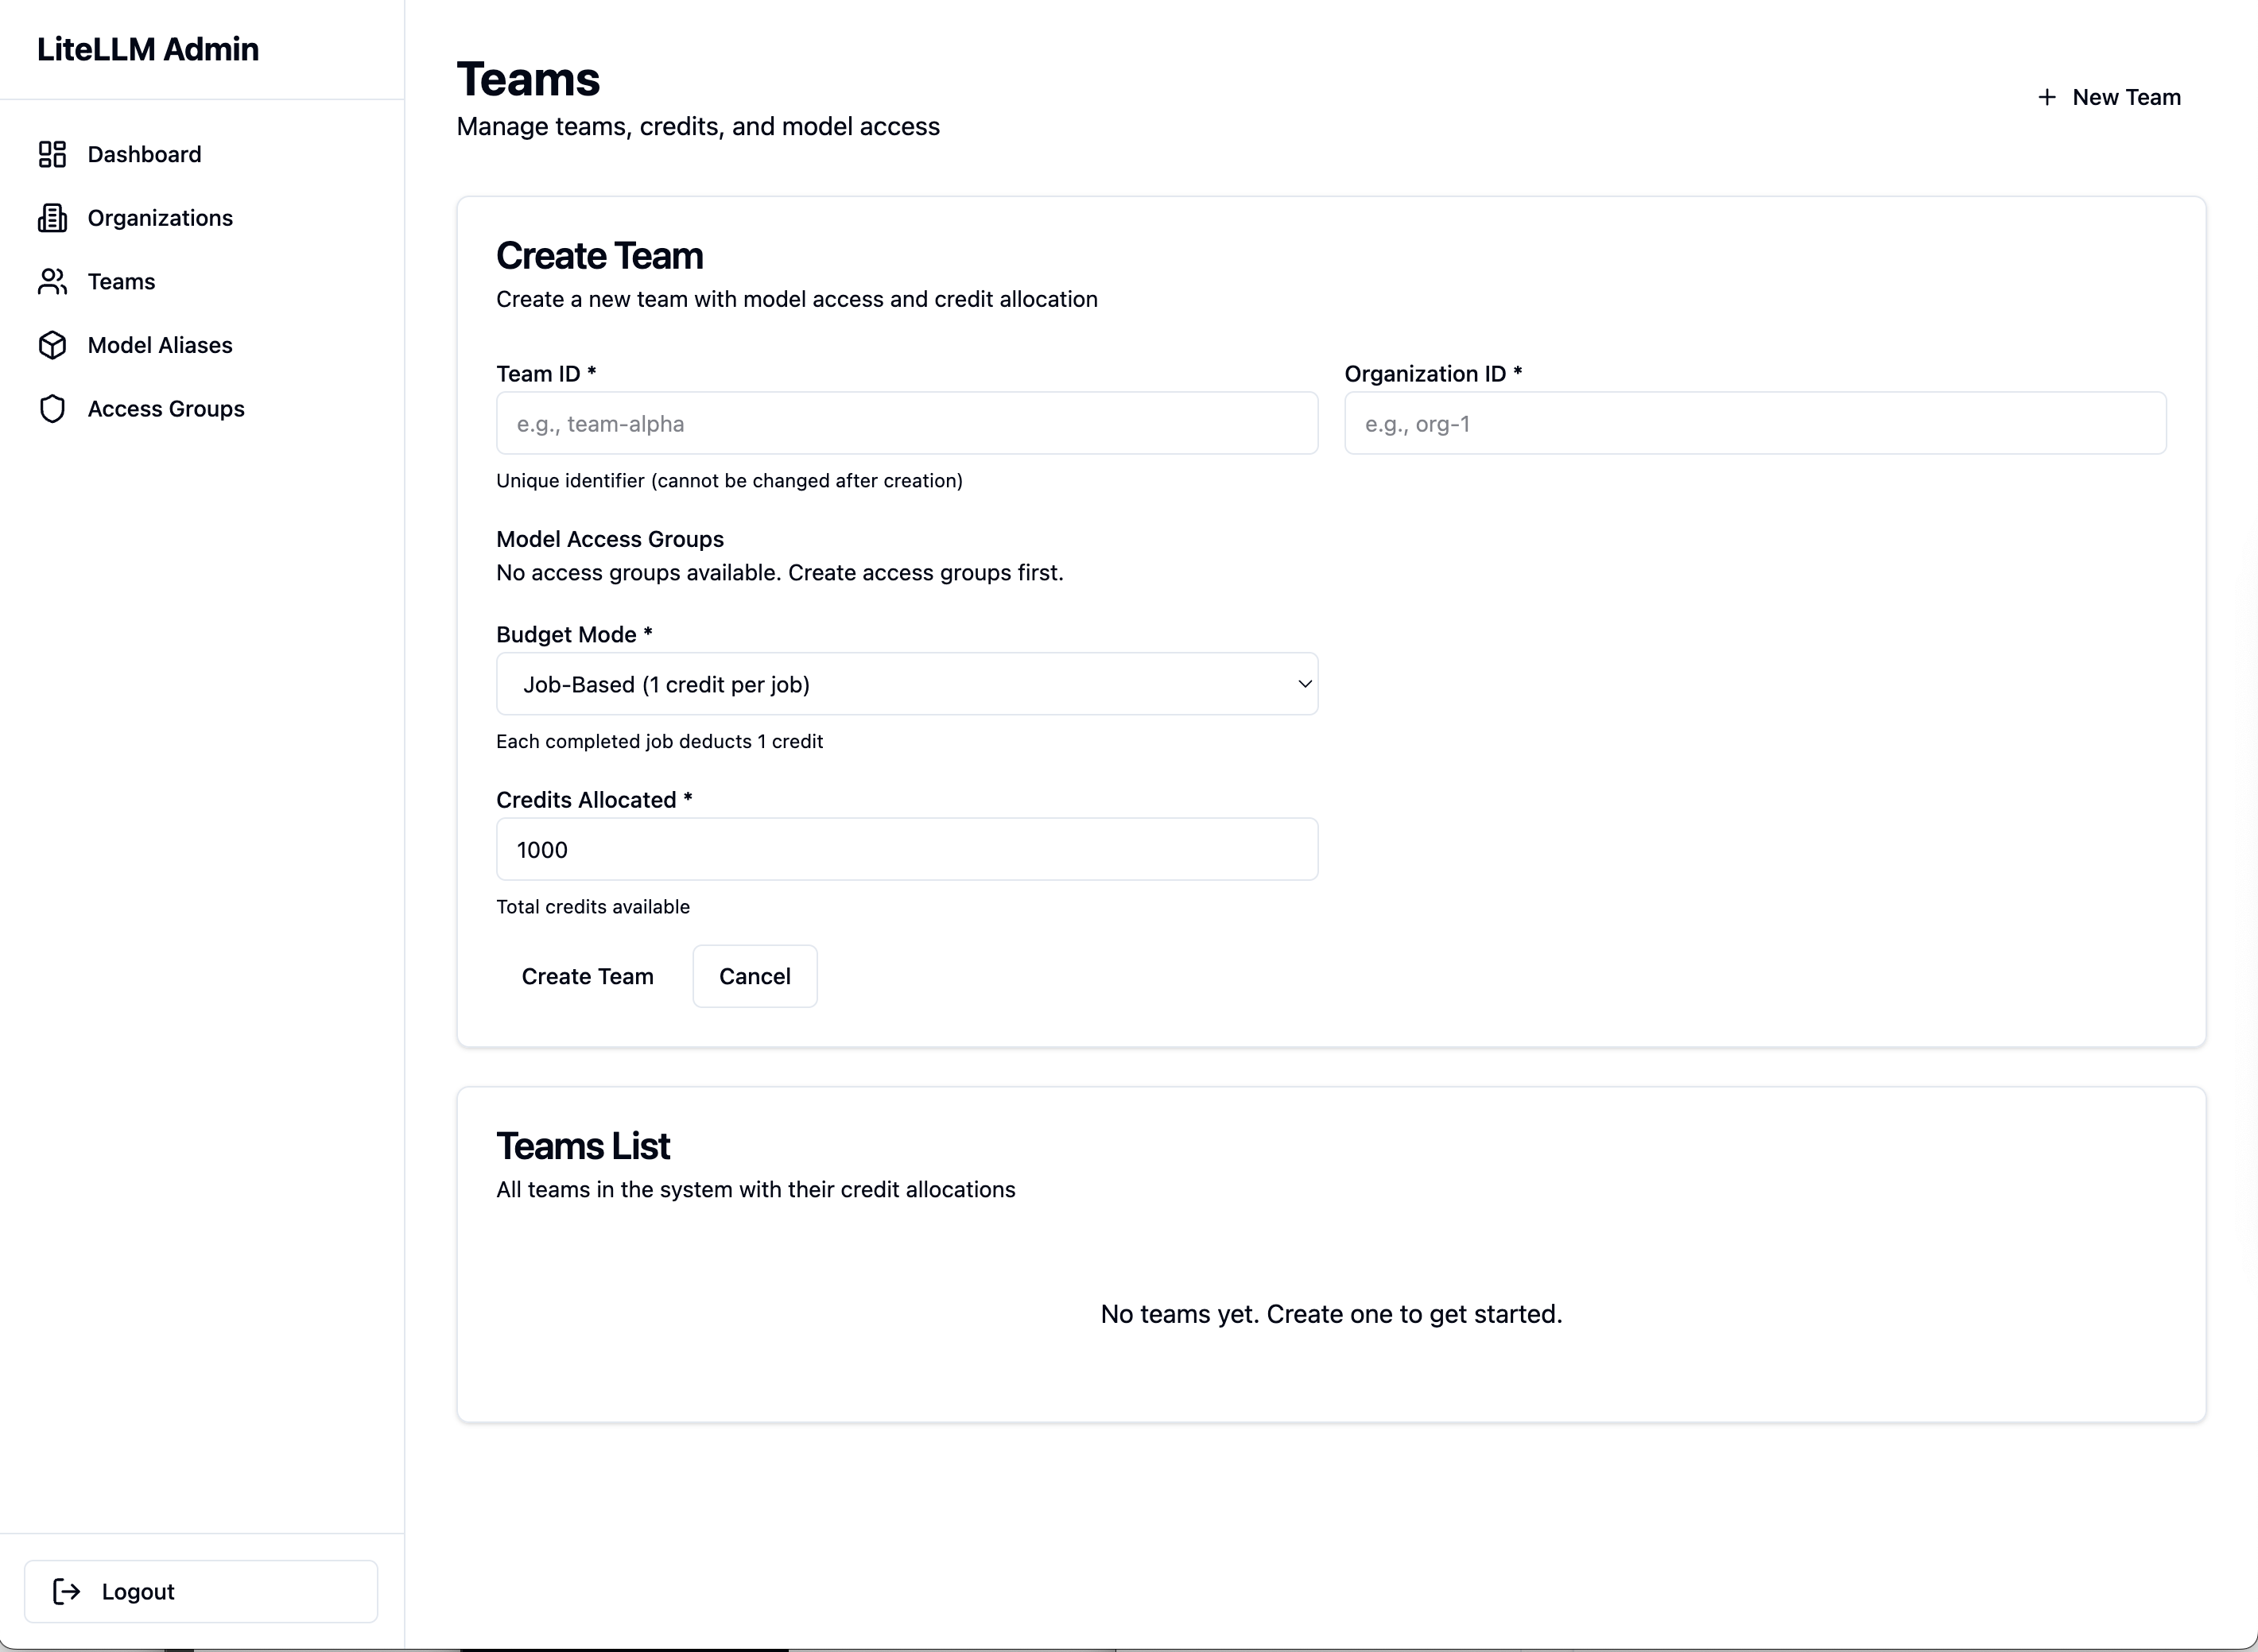 LiteLLM Admin
Dashboard
Organizations
Teams
Model Aliases
Access Groups
Logout
Teams
Manage teams, credits, and model access
New Team
Create Team
Create a new team with model access and credit allocation
Team ID *
e.g., team-alpha
Unique identifier (cannot be changed after creation)
Organization ID *
e.g., org-1
Model Access Groups
No access groups available. Create access groups first.
Budget Mode *
Job-Based (1 credit per job)
Each completed job deducts 1 credit
Credits Allocated *
1000
Total credits available
Create Team
Cancel
Teams List
All teams in the system with their credit allocations
No teams yet. Create one to get started.